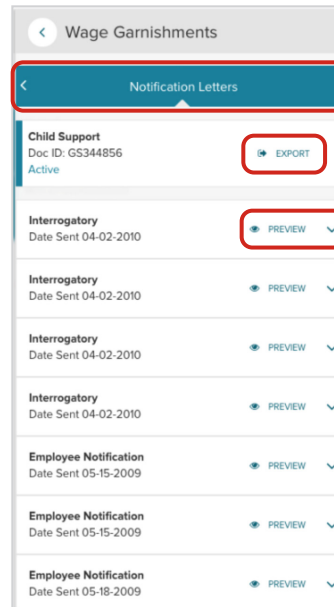 Wage Garnishments
Notification Letters
Child Support
Doc ID: GS344856
EXPORT
Active
Interrogatory
Date Sent 04-02-2010
PREVIEW
Interrogatory
Date Sent 04-02-2010
PREVIEW
Interrogatory
Date Sent 04-02-2010
PREVIEW
Interrogatory
Date Sent 04-02-2010
PREVIEW
Employee Notification
Date Sent 05-15-2009
PREVIEW
Employee Notification
Date Sent 05-15-2009
PREVIEW
Employee Notification
Date Sent 05-18-2009
PREVIEW